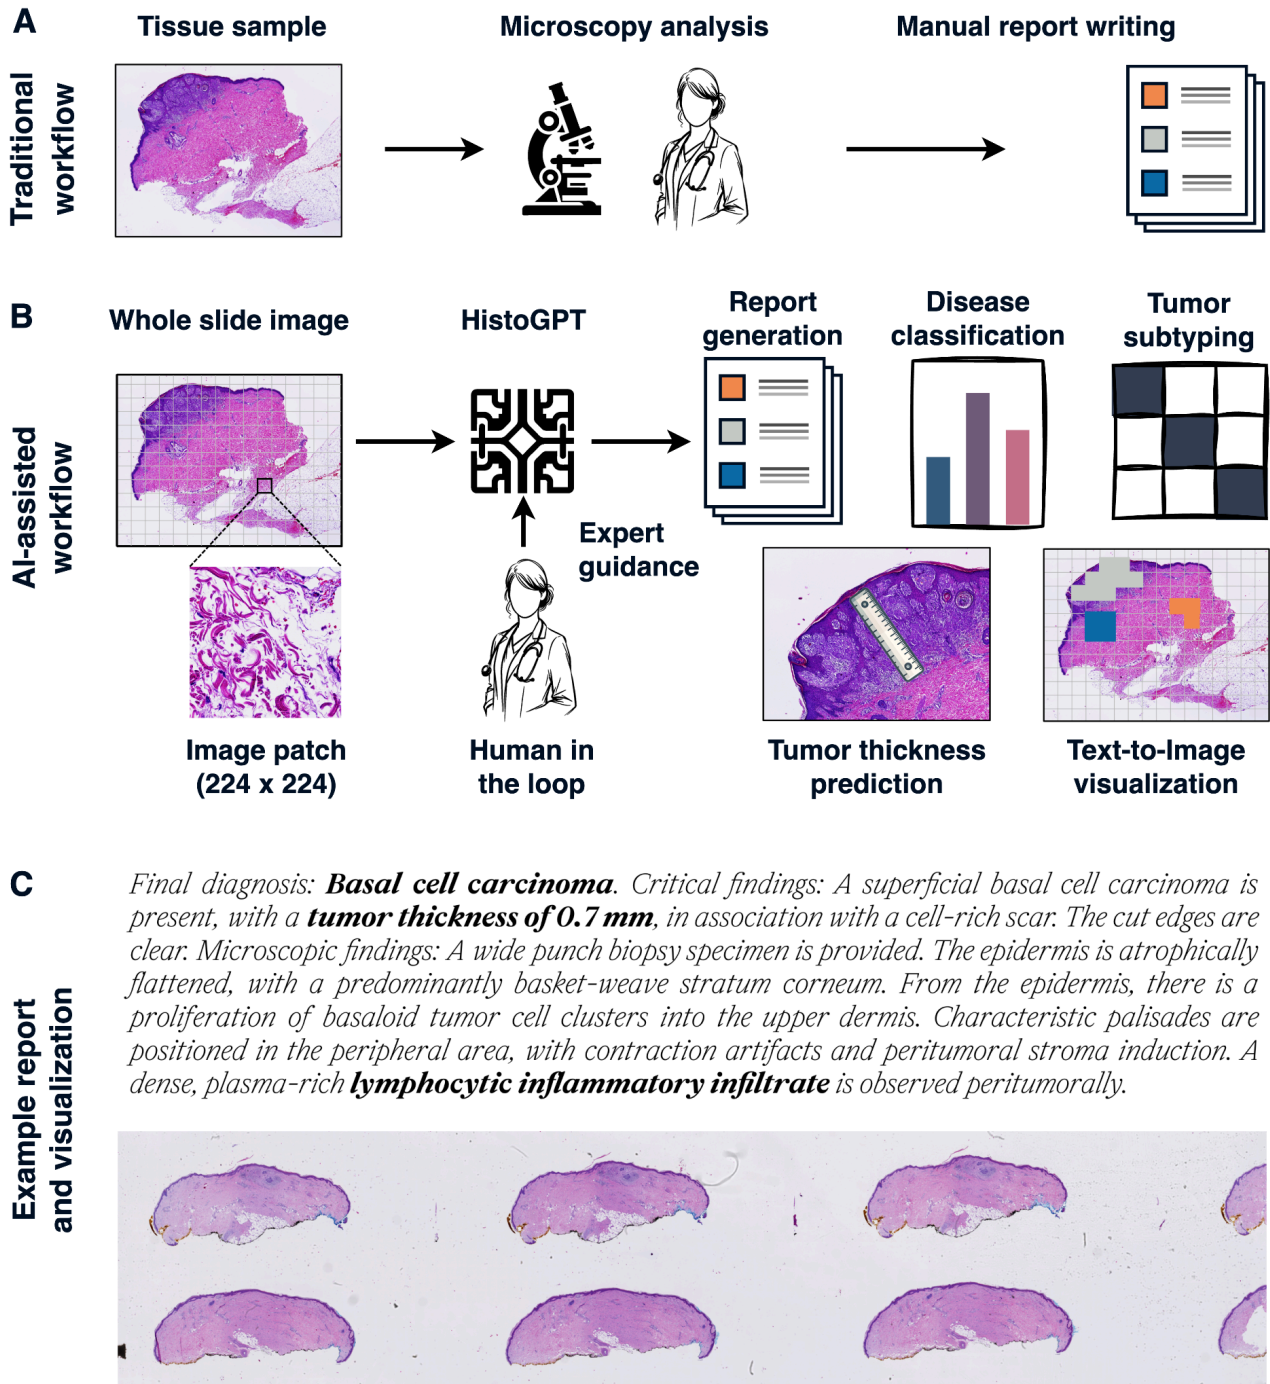 A
Tissue sample
Microscopy analysis
Manual report writing
Traditional
workflow
B
Whole slide image
HistoGPT
Report
generation
Disease
classification
Tumor
subtyping
AI-assisted
workflow
Expert
guidance
Image patch
(224 x 224)
Human in
the loop
Tumor thickness
prediction
Text-to-Image
visualization
C
Example report
and visualization
Final diagnosis: Basal cell carcinoma. Critical findings: A superficial basal cell carcinoma is
present, with a tumor thickness of 0.7 mm, in association with a cell-rich scar. The cut edges are
clear. Microscopic findings: A wide punch biopsy specimen is provided. The epidermis is atrophically
flattened, with a predominantly basket-weave stratum corneum. From the epidermis, there is a
proliferation of basaloid tumor cell clusters into the upper dermis. Characteristic palisades are
positioned in the peripheral area, with contraction artifacts and peritumoral stroma induction. A
dense, plasma-rich lymphocytic inflammatory infiltrate is observed peritumorally.